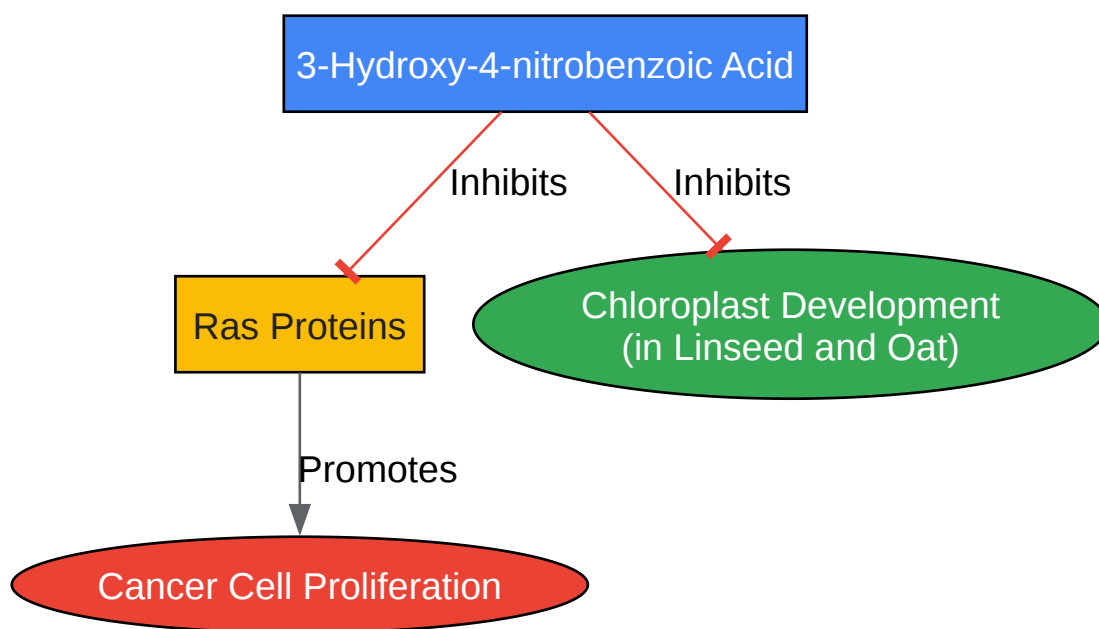 3-Hydroxy-4-nitrobenzoic Acid
Inhibits
Inhibits
Ras Proteins
Chloroplast Development
(in Linseed and Oat)
Promotes
Cancer Cell Proliferation